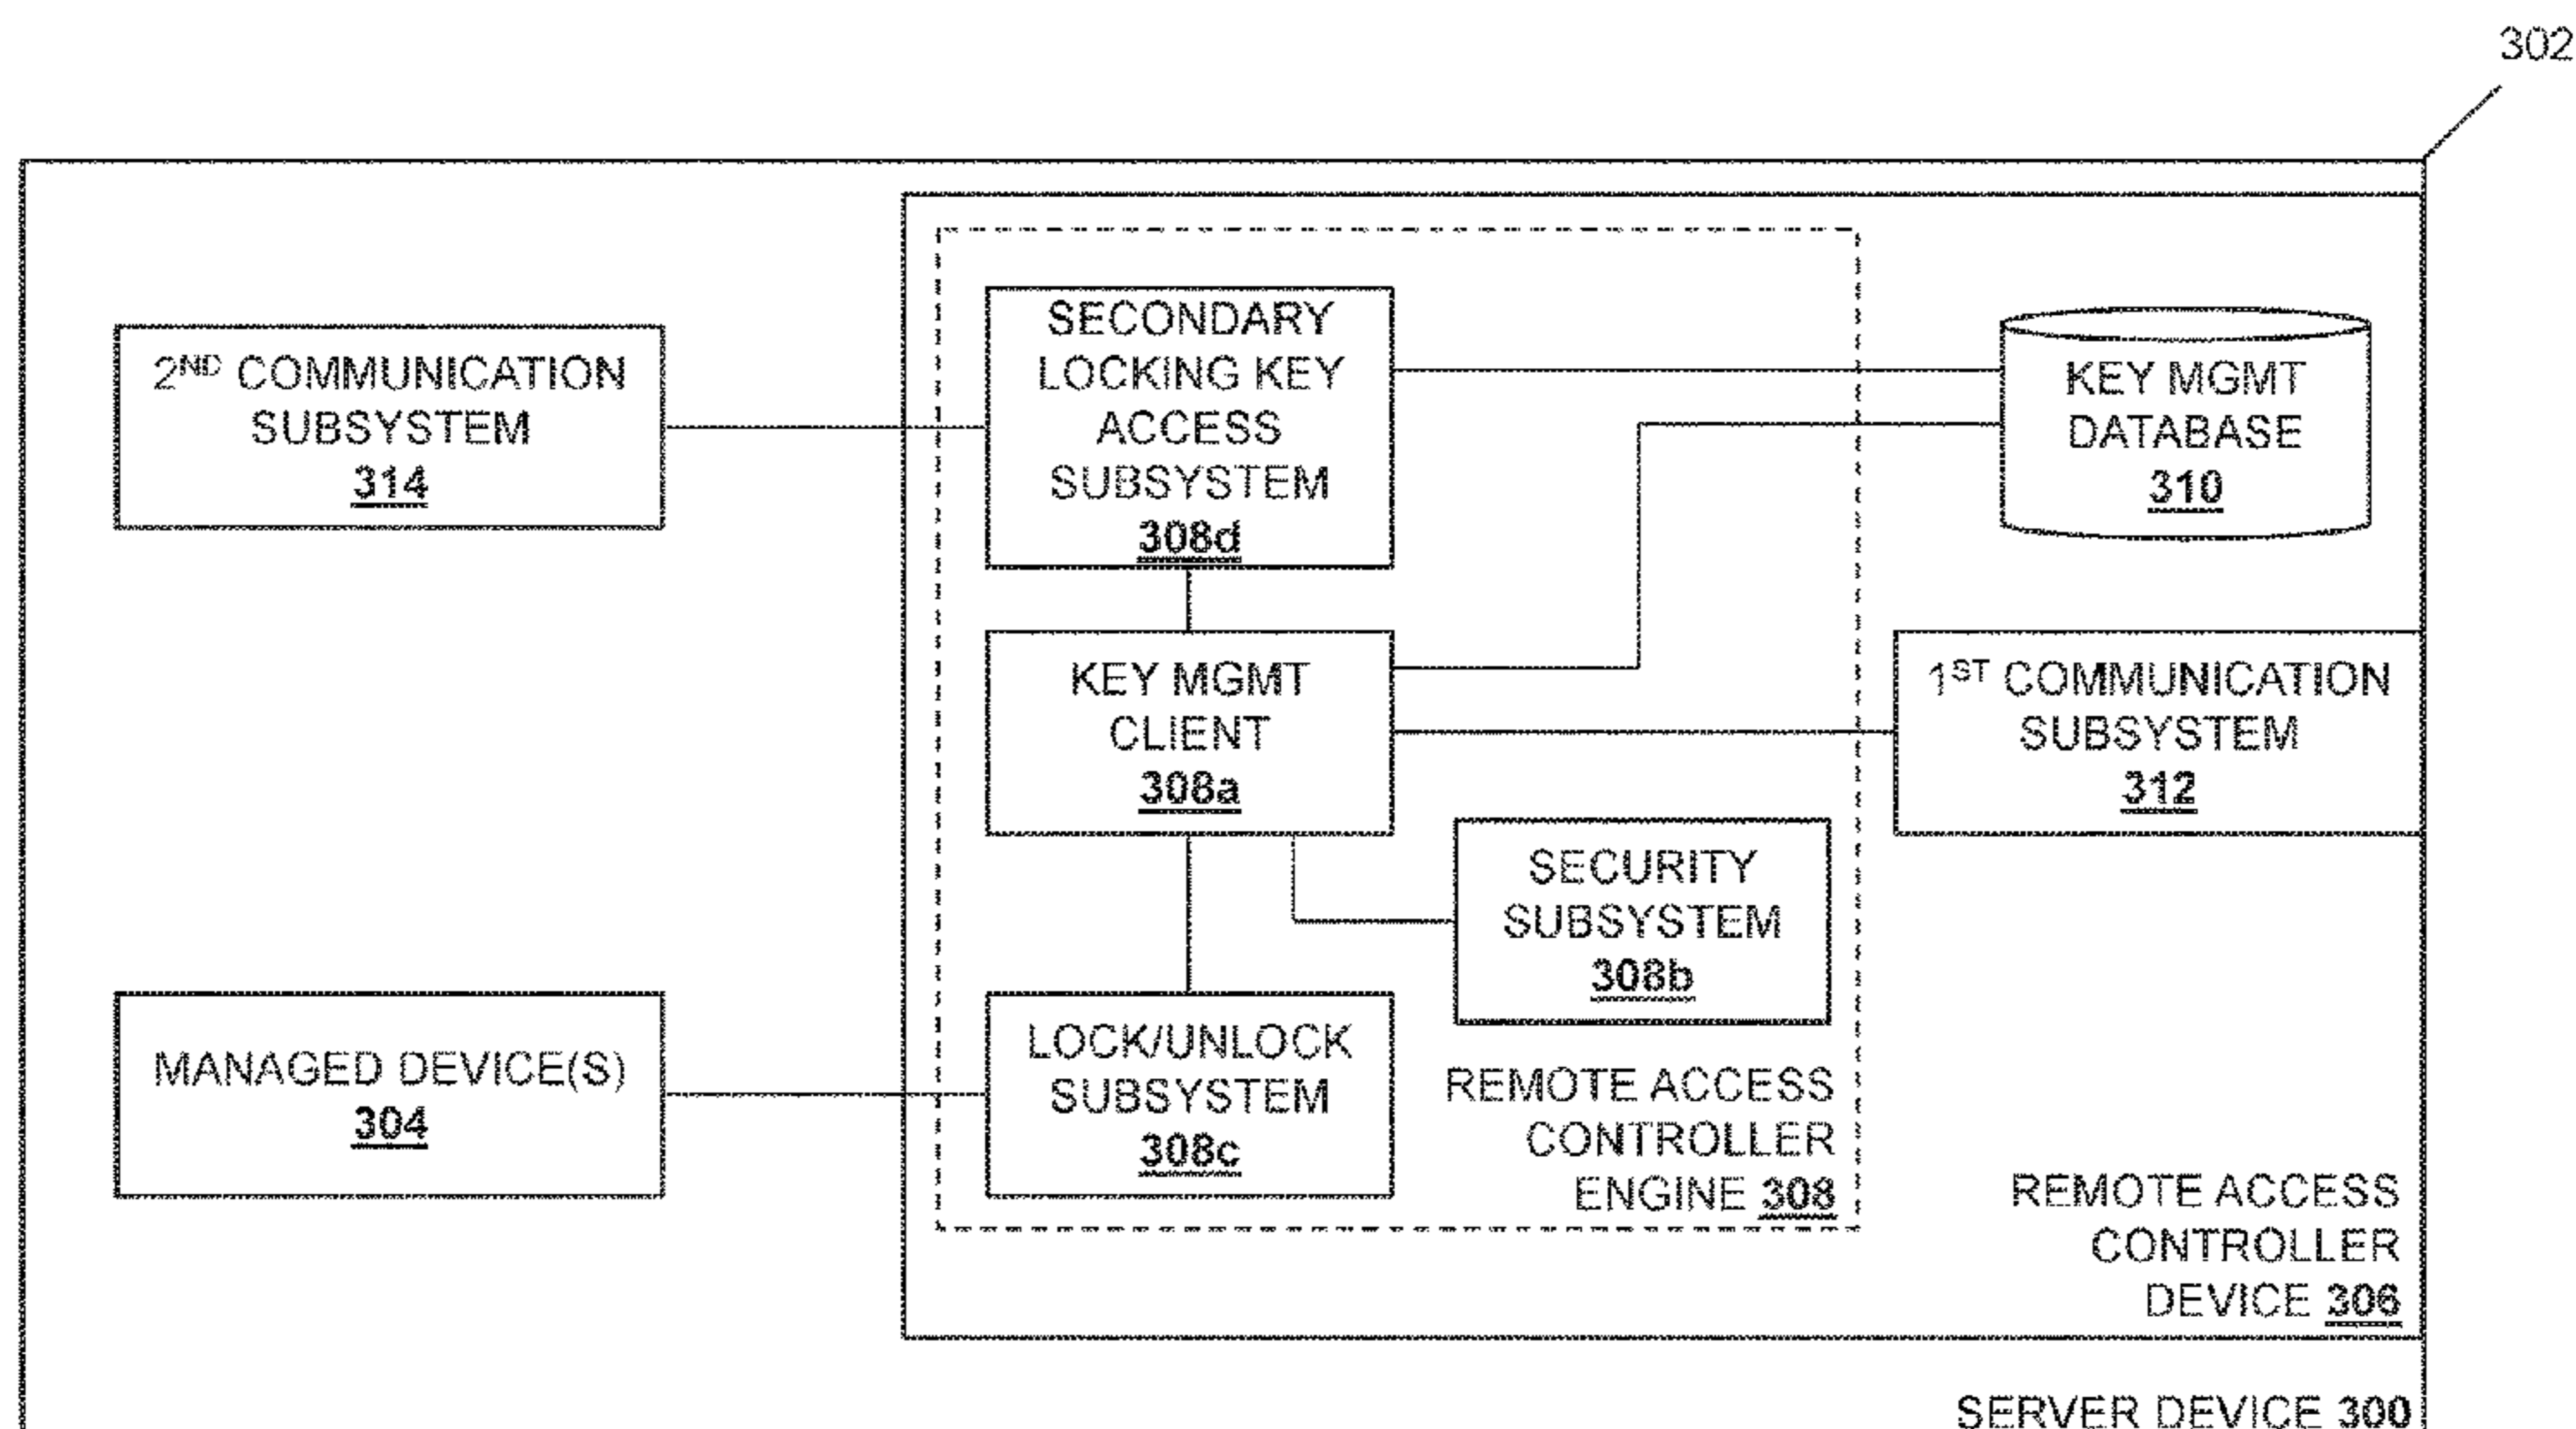 302
2ND COMMUNICATION
SUBSYSTEM
314
SECONDARY
LOCKING KEY
ACCESS
SUBSYSTEM
308d
KEY MGMT
DATABASE
310
KEY MGMT
CLIENT
308a
1ST COMMUNICATION
SUBSYSTEM
312
SECURITY
SUBSYSTEM
308b
MANAGED DEVICE(S)
304
LOCK/UNLOCK
SUBSYSTEM
308c
REMOTE ACCESS
CONTROLLER
ENGINE 308
REMOTE ACCESS
CONTROLLER
DEVICE 306
SERVER DEVICE 300